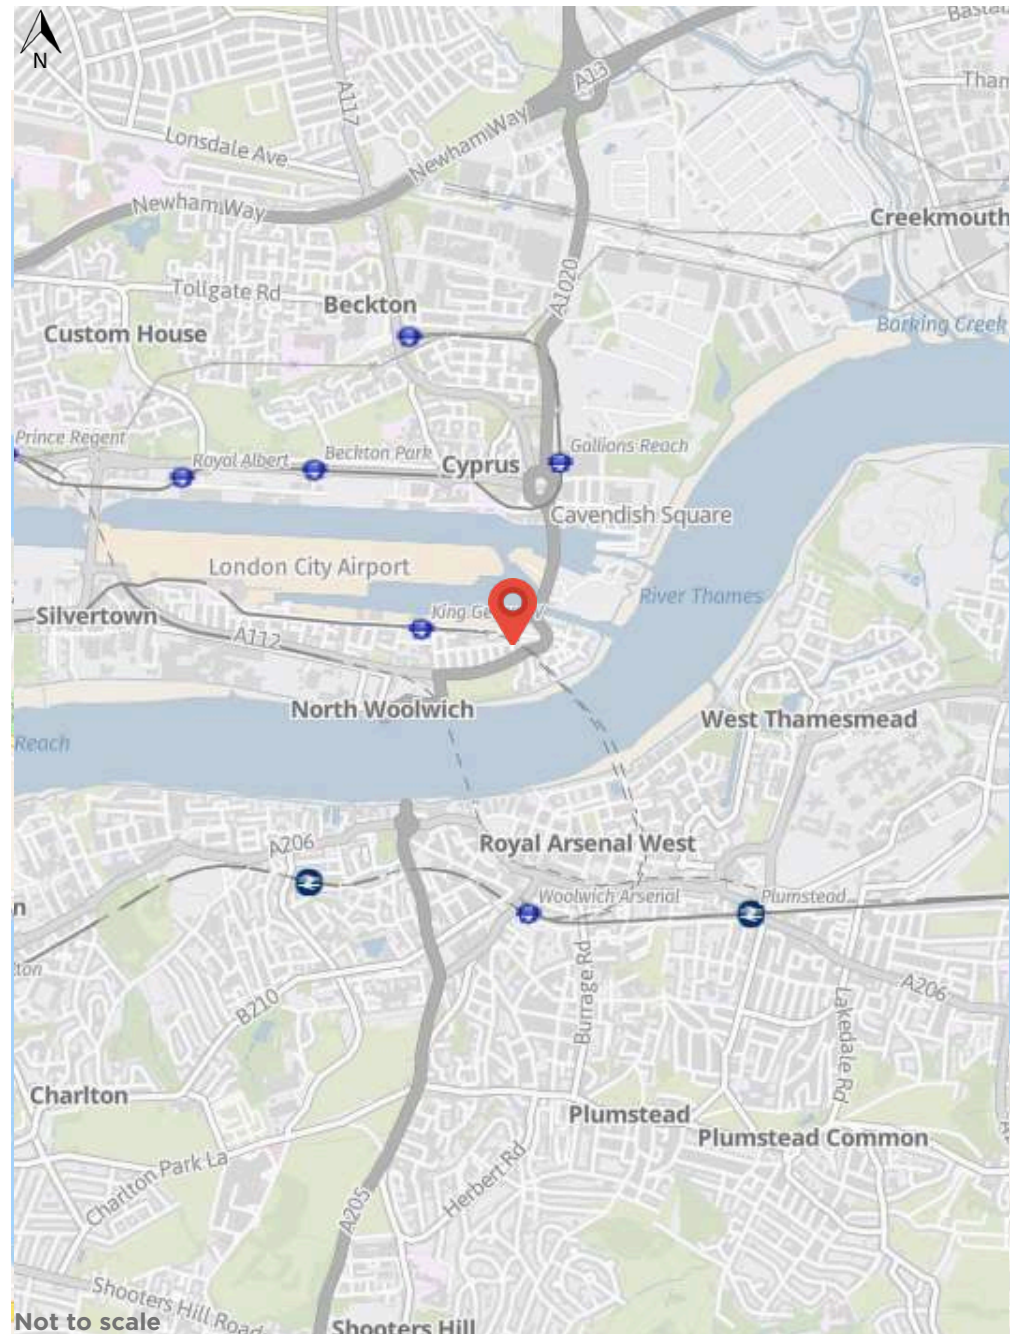 N
A13
A117
Lonsdale Ave
Newham Way
Newham Way
Creekmouth
Tollgate Rd
A1020
Beckton
Custom House
Barking Creek
Prince Regent
Royal Albert
Beckton Park
Cyprus
Gallions Reach
Cavendish Square
London City Airport
River Thames
Silvertown
A112
North Woolwich
West Thamesmead
Reach
A206
Royal Arsenal West
Woolwich Arsenal
Plumstead
Burrage Rd
A206
B210
Lakedale Rd
Charlton
Plumstead
Plumstead Common
Charlton Park La
Herbert Rd
A205
Shooters Hill Road
Not to scale
Shooters Hill